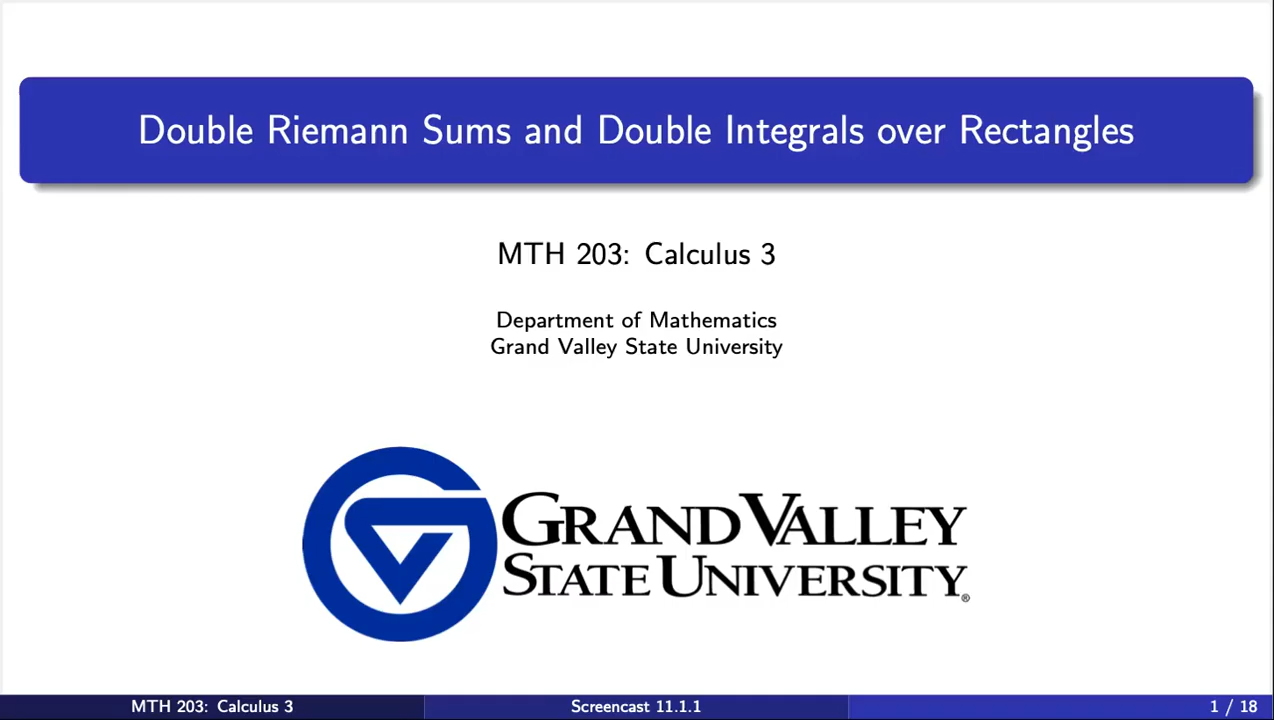 Double Riemann Sums and Double Integrals over Rectangles
MTH 203: Calculus 3
Department of Mathematics
Grand Valley State University
GRAND VALLEY
STATE UNIVERSITY®
MTH 203: Calculus 3
Screencast 11.1.1
1 / 18